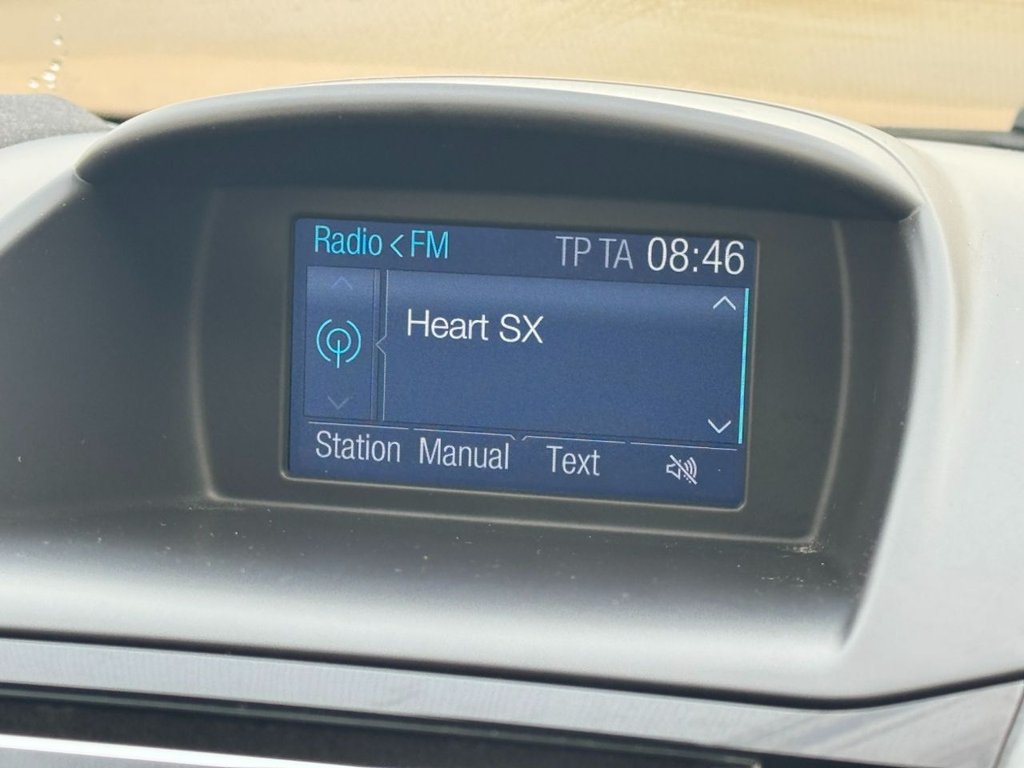 Radio < FM TP TA 08:46
Heart SX
Station Manual Text